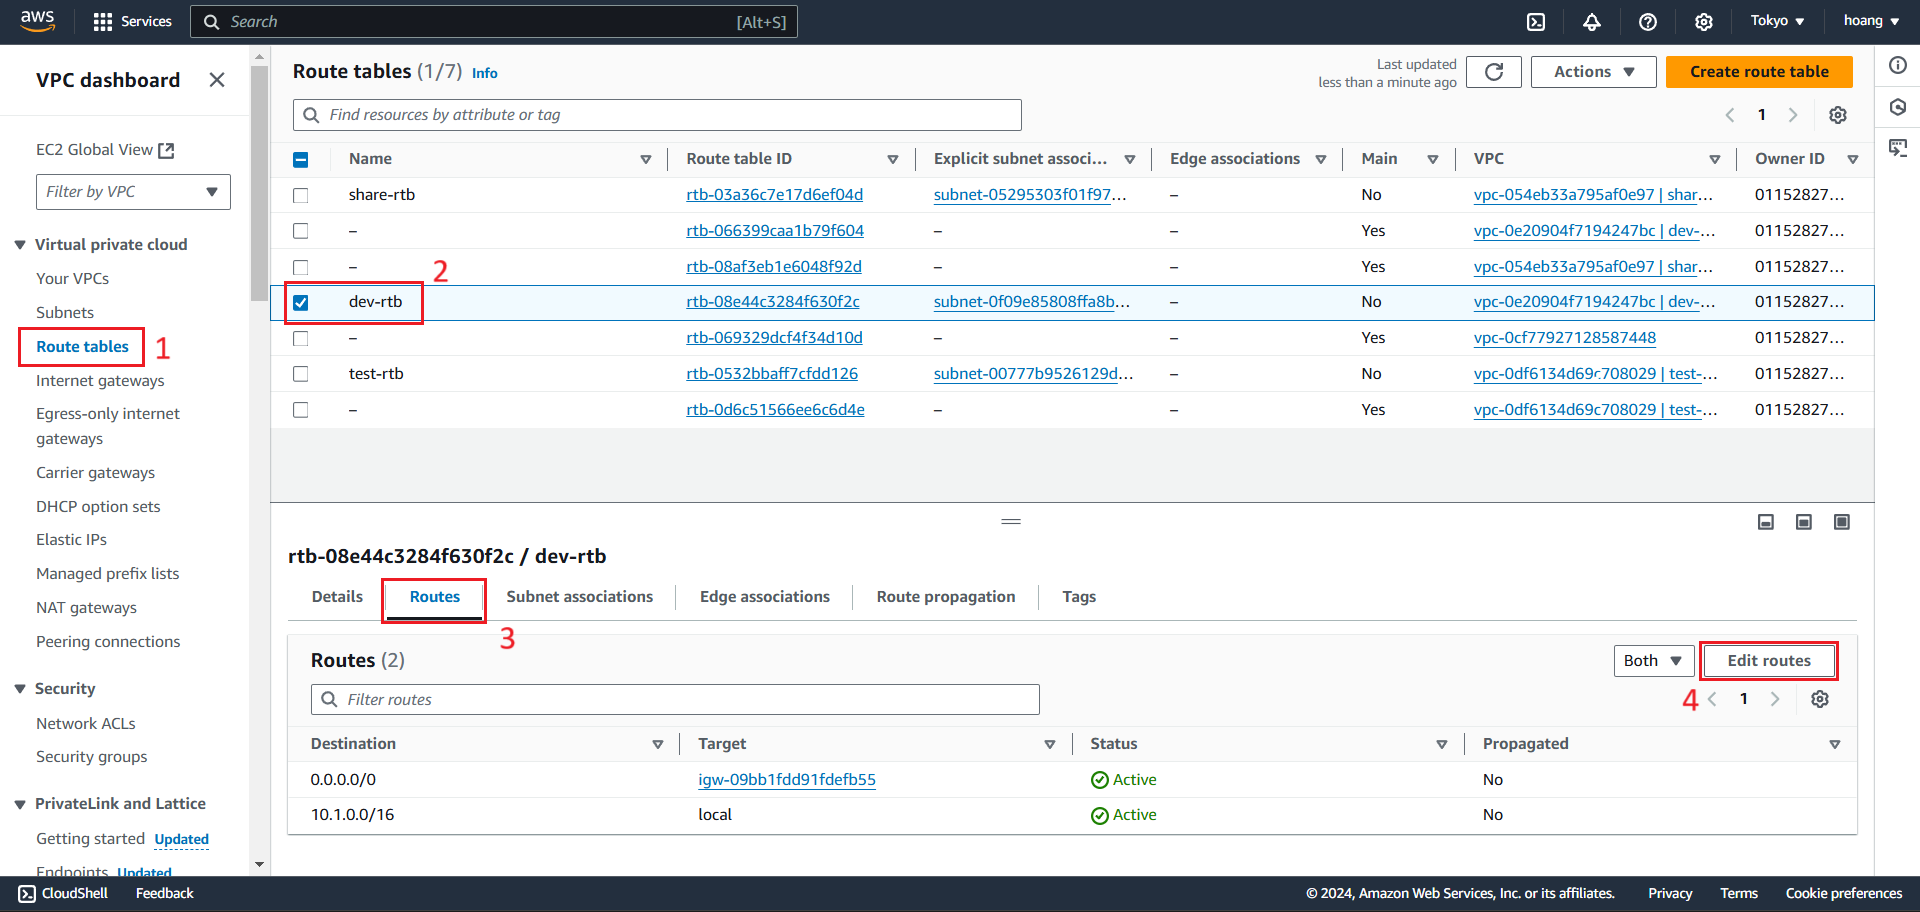 aws Services Search [Alt+S] Tokyo hoang
VPC dashboard
EC2 Global View
Filter by VPC
Virtual private cloud
Your VPCs
Subnets
Route tables 1
Internet gateways
Egress-only internet
gateways
Carrier gateways
DHCP option sets
Elastic IPs
Managed prefix lists
NAT gateways
Peering connections
Security
Network ACLs
Security groups
PrivateLink and Lattice
Getting started Updated
Endpoints Updated
Route tables (1/7) Info
Last updated
less than a minute ago
Actions
Create route table
Find resources by attribute or tag
1
Name Route table ID Explicit subnet associ... Edge associations Main VPC Owner ID
share-rtb rtb-03a36c7e17d6ef04d subnet-05295303f01f97... – No vpc-054eb33a795af0e97 | shar... 01152827...
– rtb-066399caa1b79f604 – – Yes vpc-0e20904f7194247bc | dev-... 01152827...
– rtb-08af3eb1e6048f92d – – Yes vpc-054eb33a795af0e97 | shar... 01152827...
2
dev-rtb rtb-08e44c3284f630f2c subnet-0f09e85808ffa8b... – No vpc-0e20904f7194247bc | dev-... 01152827...
– rtb-069329dcf4f34d10d – – Yes vpc-0cf77927128587448 01152827...
test-rtb rtb-0532bbaff7cfdd126 subnet-00777b9526129d... – No vpc-0df6134d69c708029 | test-... 01152827...
– rtb-0d6c51566ee6c6d4e – – Yes vpc-0df6134d69c708029 | test-... 01152827...
rtb-08e44c3284f630f2c / dev-rtb
Details Routes Subnet associations Edge associations Route propagation Tags
3
Routes (2) Both Edit routes
Filter routes
4 1
Destination Target Status Propagated
0.0.0.0/0 igw-09bb1fdd91fdefb55 Active No
10.1.0.0/16 local Active No
CloudShell Feedback © 2024, Amazon Web Services, Inc. or its affiliates. Privacy Terms Cookie preferences